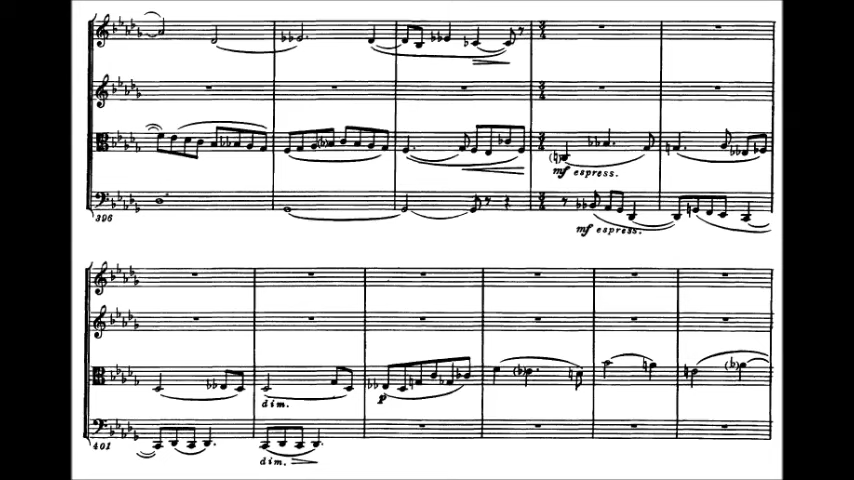 mf espress.
396
mf espress.
dim.
p
401
dim.